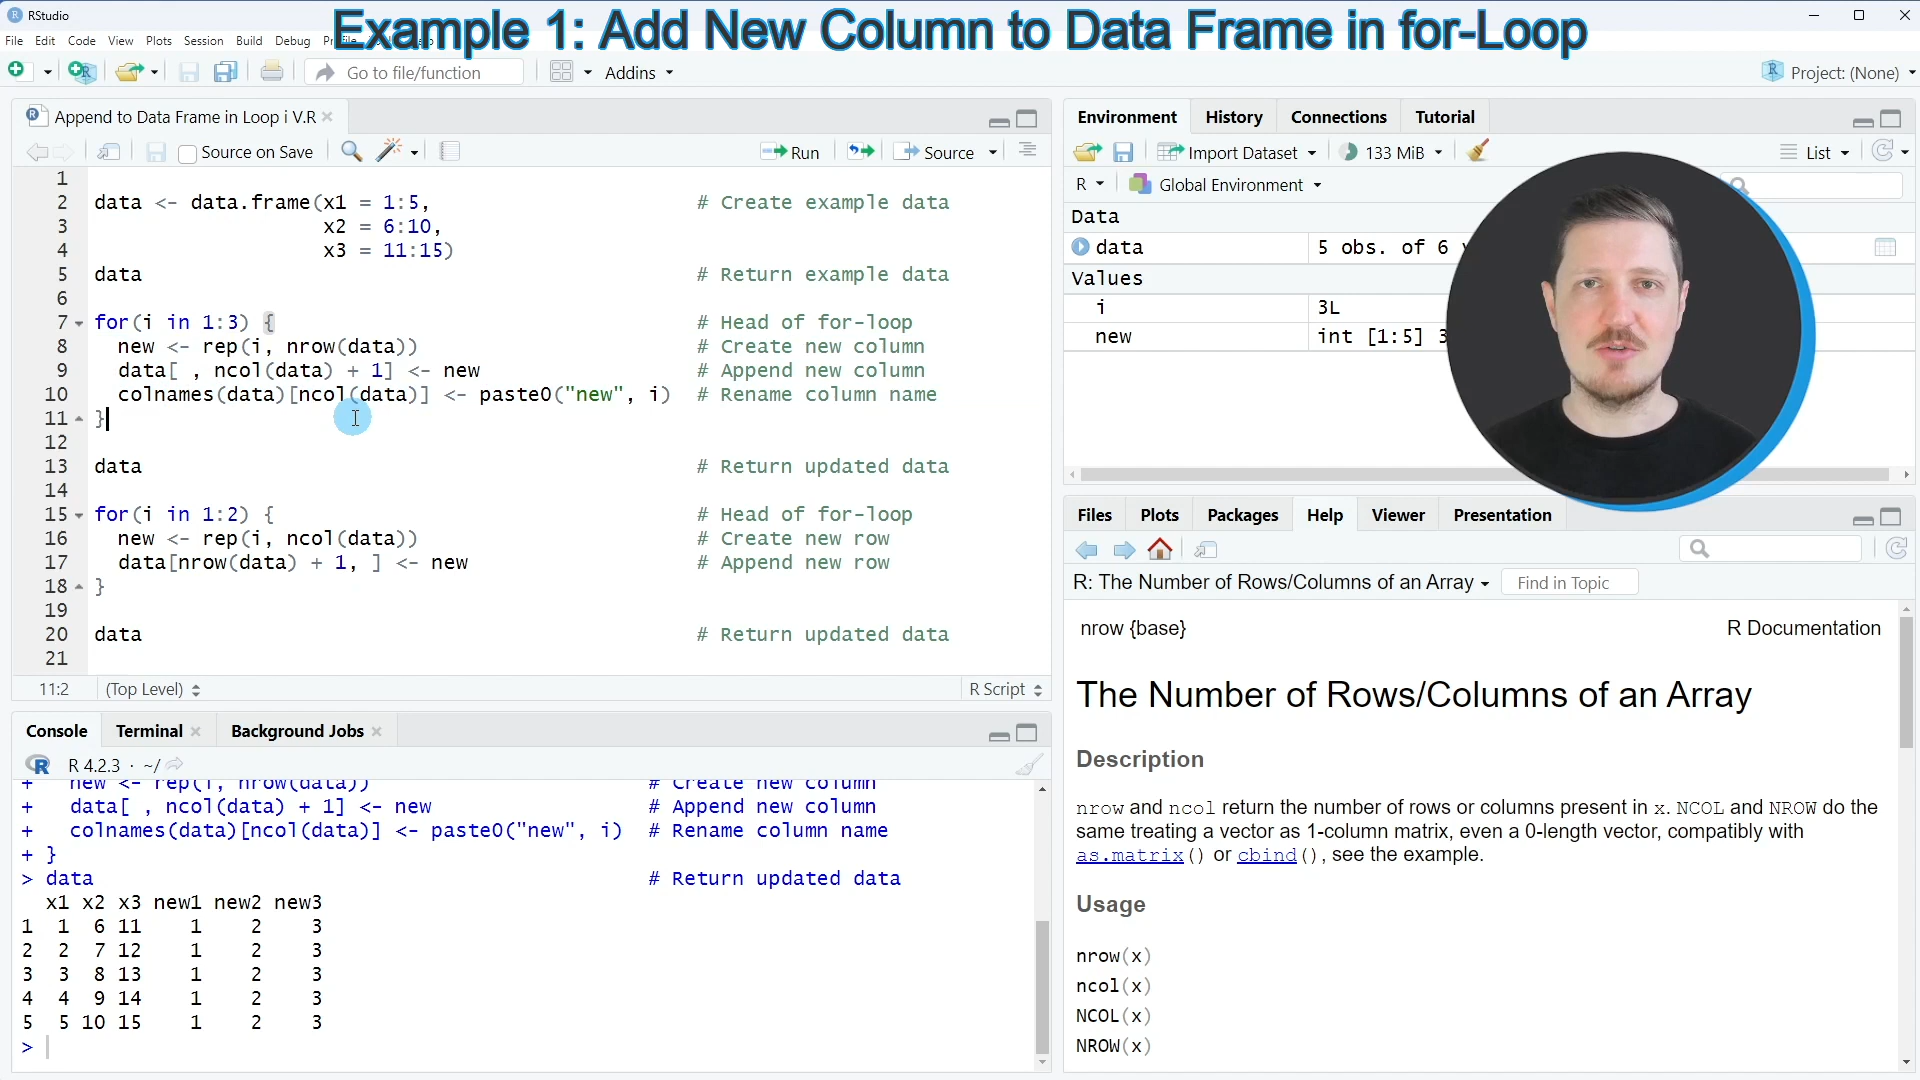 RStudio
Example 1: Add New Column to Data Frame in for-Loop
File Edit Code View Plots Session Build Debug
Go to file/function
Addins
Project: (None)
Append to Data Frame in Loop i V.R
Source on Save
Run
Source
1
2 data <- data.frame(x1 = 1:5, # Create example data
3 x2 = 6:10,
4 x3 = 11:15)
5 data # Return example data
6
7 for(i in 1:3) { # Head of for-loop
8 new <- rep(i, nrow(data)) # Create new column
9 data[ , ncol(data) + 1] <- new # Append new column
10 colnames(data)[ncol(data)] <- paste0("new", i) # Rename column name
11 }
12
13 data # Return updated data
14
15 for(i in 1:2) { # Head of for-loop
16 new <- rep(i, ncol(data)) # Create new row
17 data[nrow(data) + 1, ] <- new # Append new row
18 }
19
20 data # Return updated data
21
11:2 (Top Level) R Script
Console Terminal Background Jobs
R 4.2.3 · ~/
+ new <- rep(i, nrow(data)) # Create new column
+ data[ , ncol(data) + 1] <- new # Append new column
+ colnames(data)[ncol(data)] <- paste0("new", i) # Rename column name
+ }
> data # Return updated data
x1 x2 x3 new1 new2 new3
1 1 6 11 1 2 3
2 2 7 12 1 2 3
3 3 8 13 1 2 3
4 4 9 14 1 2 3
5 5 10 15 1 2 3
>
Environment History Connections Tutorial
Import Dataset 133 MiB List
R Global Environment
Data
data 5 obs. of 6
Values
i 3L
new int [1:5] 3
Files Plots Packages Help Viewer Presentation
R: The Number of Rows/Columns of an Array Find in Topic
nrow {base} R Documentation
The Number of Rows/Columns of an Array
Description
nrow and ncol return the number of rows or columns present in x. NCOL and NROW do the
same treating a vector as 1-column matrix, even a 0-length vector, compatibly with
as.matrix() or cbind(), see the example.
Usage
nrow(x)
ncol(x)
NCOL(x)
NROW(x)